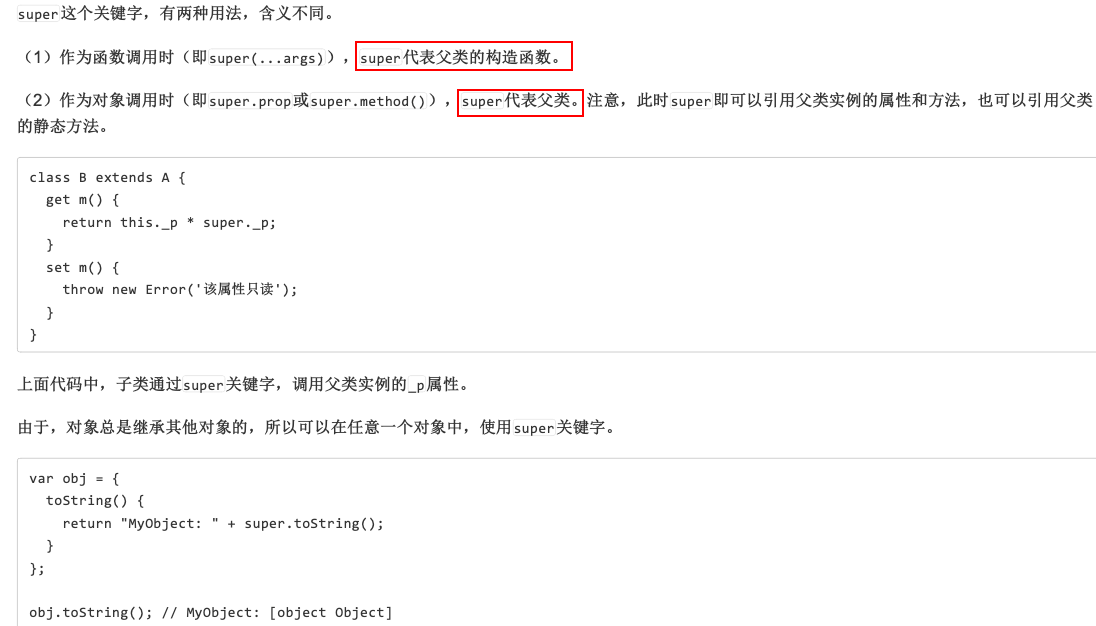 super这个关键字，有两种用法，含义不同。
（1）作为函数调用时（即super(...args)），super代表父类的构造函数。
（2）作为对象调用时（即super.prop或super.method()），super代表父类。注意，此时super即可以引用父类实例的属性和方法，也可以引用父类
的静态方法。
class B extends A {
  get m() {
    return this._p * super._p;
  }
  set m() {
    throw new Error('该属性只读');
  }
}
上面代码中，子类通过super关键字，调用父类实例的_p属性。
由于，对象总是继承其他对象的，所以可以在任意一个对象中，使用super关键字。
var obj = {
  toString() {
    return "MyObject: " + super.toString();
  }
};
obj.toString(); // MyObject: [object Object]